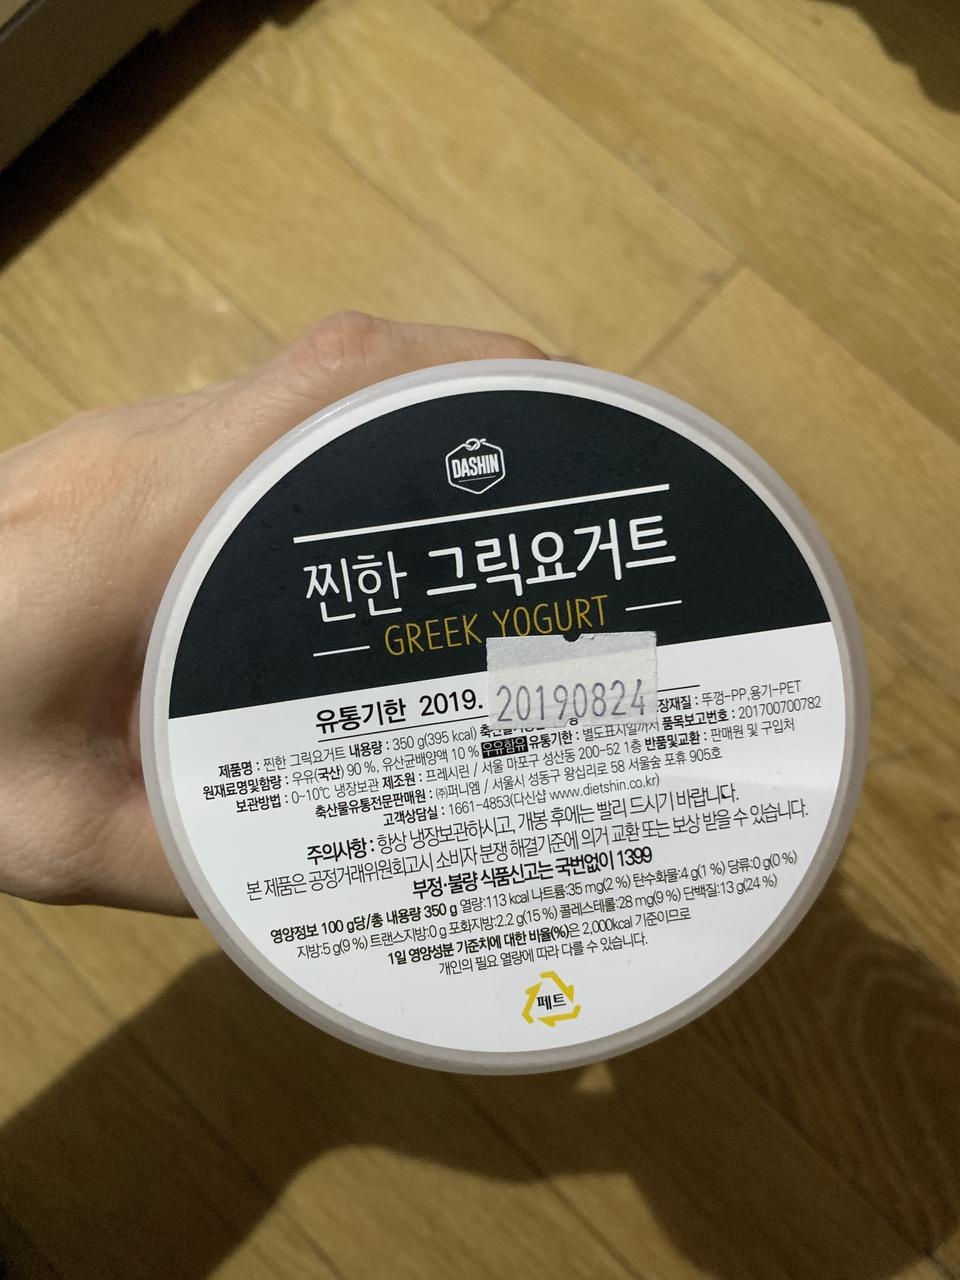 DASHIN
찐한 그릭요거트
GREEK YOGURT
유통기한 2019.
20190824
제품명 : 찐한 그릭요거트 내용량 : 350 g(395 kcal) 장재질 : 뚜껑-PP,용기-PET
원재료명및함량 : 우유(국산) 90 %, 유산균배양액 10 % 우유함유 유통기한 : 별도표시일까지 품목보고번호 : 201700700782
보관방법 : 0~10℃ 냉장보관 제조원 : 프레시린 / 서울 마포구 성산동 200-52 1층 반품및교환 : 판매원 및 구입처
축산물유통전문판매원 : ㈜퍼니엠 / 서울시 성동구 왕십리로 58 서울숲 포휴 905호
고객상담실 : 1661-4853(다신샵 www.dietshin.co.kr)
주의사항 : 항상 냉장보관하시고, 개봉 후에는 빨리 드시기 바랍니다.
본 제품은 공정거래위원회고시 소비자 분쟁 해결기준에 의거 교환 또는 보상 받을 수 있습니다.
부정·불량 식품신고는 국번없이 1399
영양정보 100 g당/총 내용량 350 g 열량:113 kcal 나트륨:35 mg(2 %) 탄수화물:4 g(1 %) 당류:0 g(0 %)
지방:5 g(9 %) 트랜스지방:0 g 포화지방:2.2 g(15 %) 콜레스테롤:28 mg(9 %) 단백질:13 g(24 %)
1일 영양성분 기준치에 대한 비율(%)은 2,000kcal 기준이므로
개인의 필요 열량에 따라 다를 수 있습니다.
페트